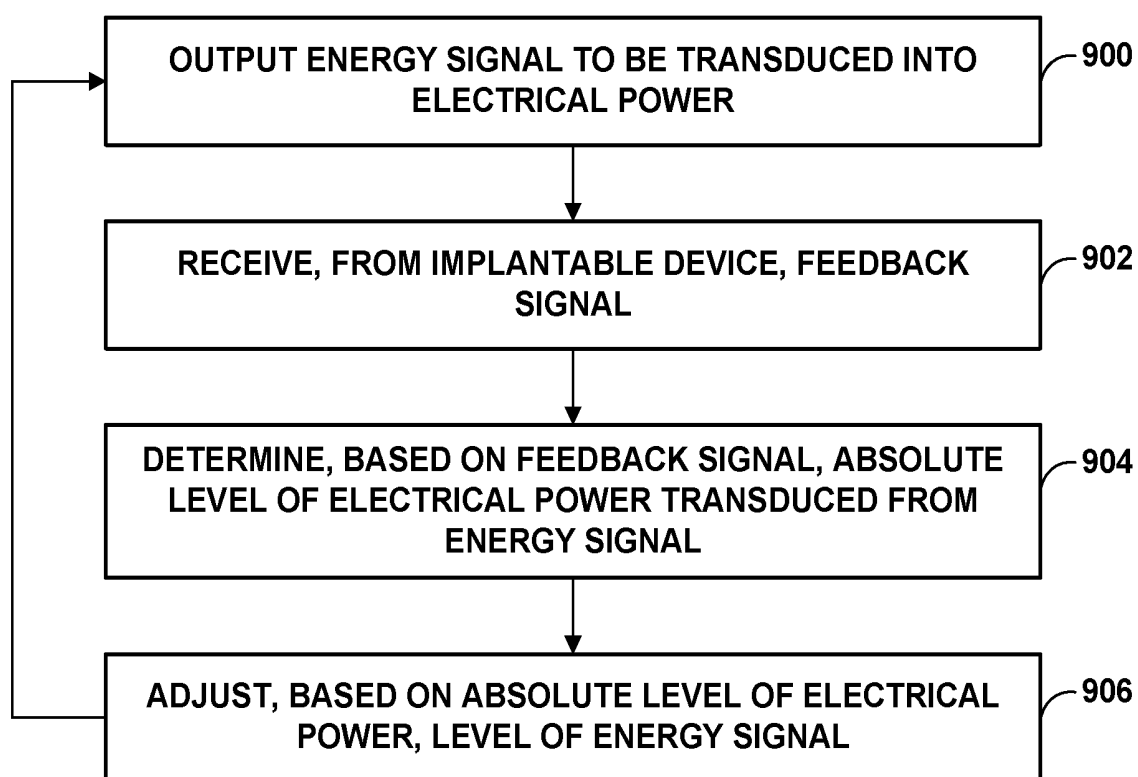 OUTPUT ENERGY SIGNAL TO BE TRANSDUCED INTO
ELECTRICAL POWER
900
RECEIVE, FROM IMPLANTABLE DEVICE, FEEDBACK
SIGNAL
902
DETERMINE, BASED ON FEEDBACK SIGNAL, ABSOLUTE
LEVEL OF ELECTRICAL POWER TRANSDUCED FROM
ENERGY SIGNAL
904
ADJUST, BASED ON ABSOLUTE LEVEL OF ELECTRICAL
POWER, LEVEL OF ENERGY SIGNAL
906